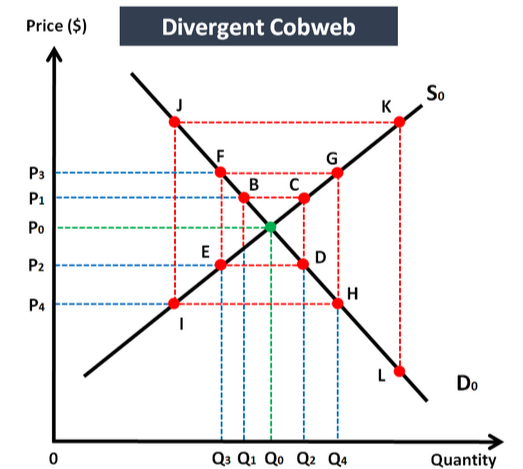 Price ($)
Divergent Cobweb
J
K
S₀
F
G
P₃
B
C
P₁
P₀
E
D
P₂
H
P₄
I
L
D₀
0
Q₃ Q₁ Q₀ Q₂ Q₄
Quantity